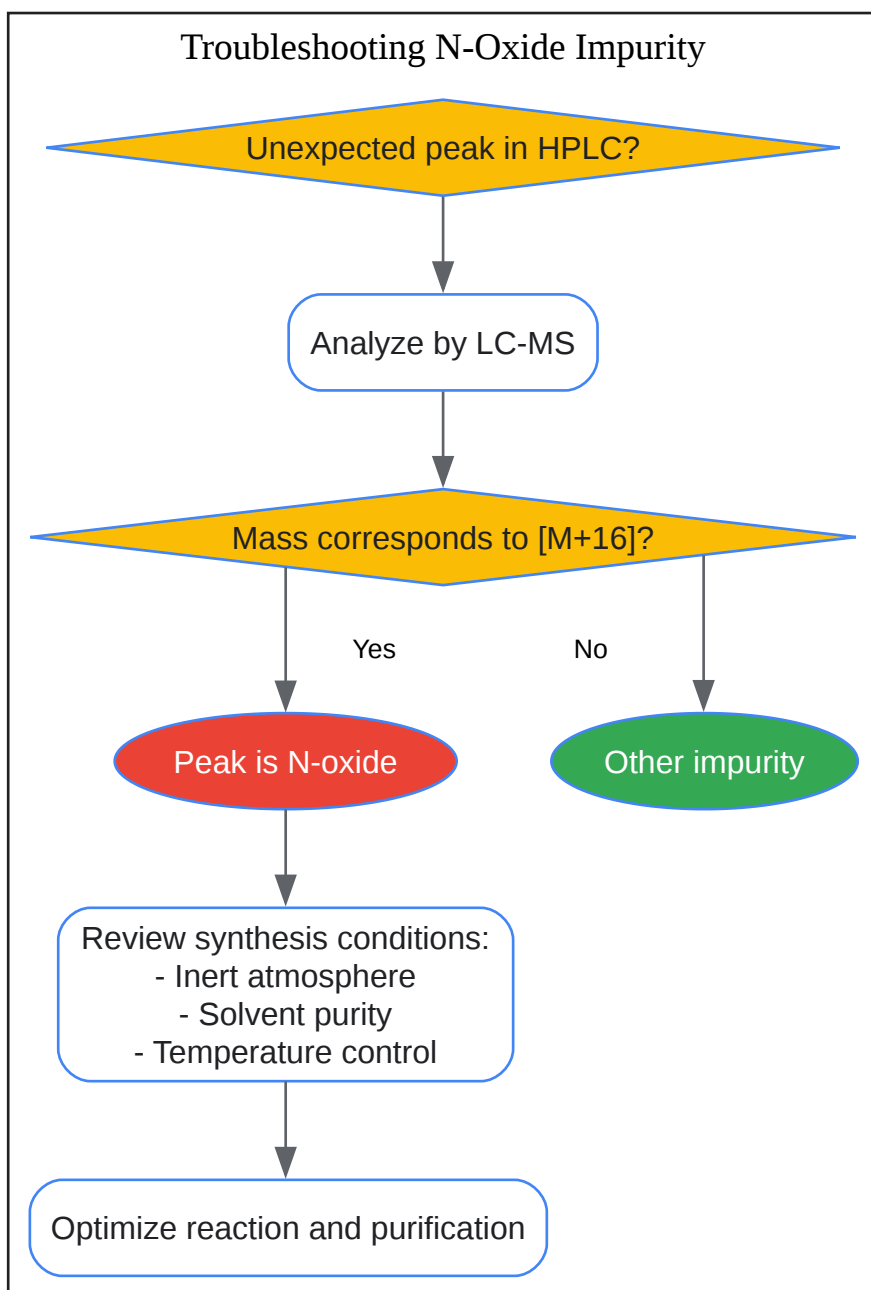 Troubleshooting N-Oxide Impurity
Unexpected peak in HPLC?
Analyze by LC-MS
Mass corresponds to [M+16]?
Yes
No
Peak is N-oxide
Other impurity
Review synthesis conditions:
- Inert atmosphere
- Solvent purity
- Temperature control
Optimize reaction and purification